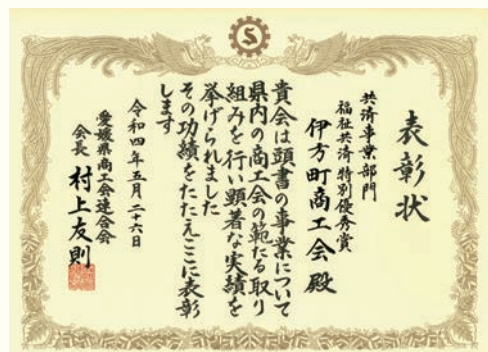 表彰状
共済事業部門
福祉共済特別優秀賞
伊方町商工会殿
貴会は頭書の事業について
県内の商工会の範たる取り
組みを行い顕著な実績を
挙げられました
その功績をたたえここに表彰
します
令和四年五月二十六日
愛媛県商工会連合会
会長 村上友則